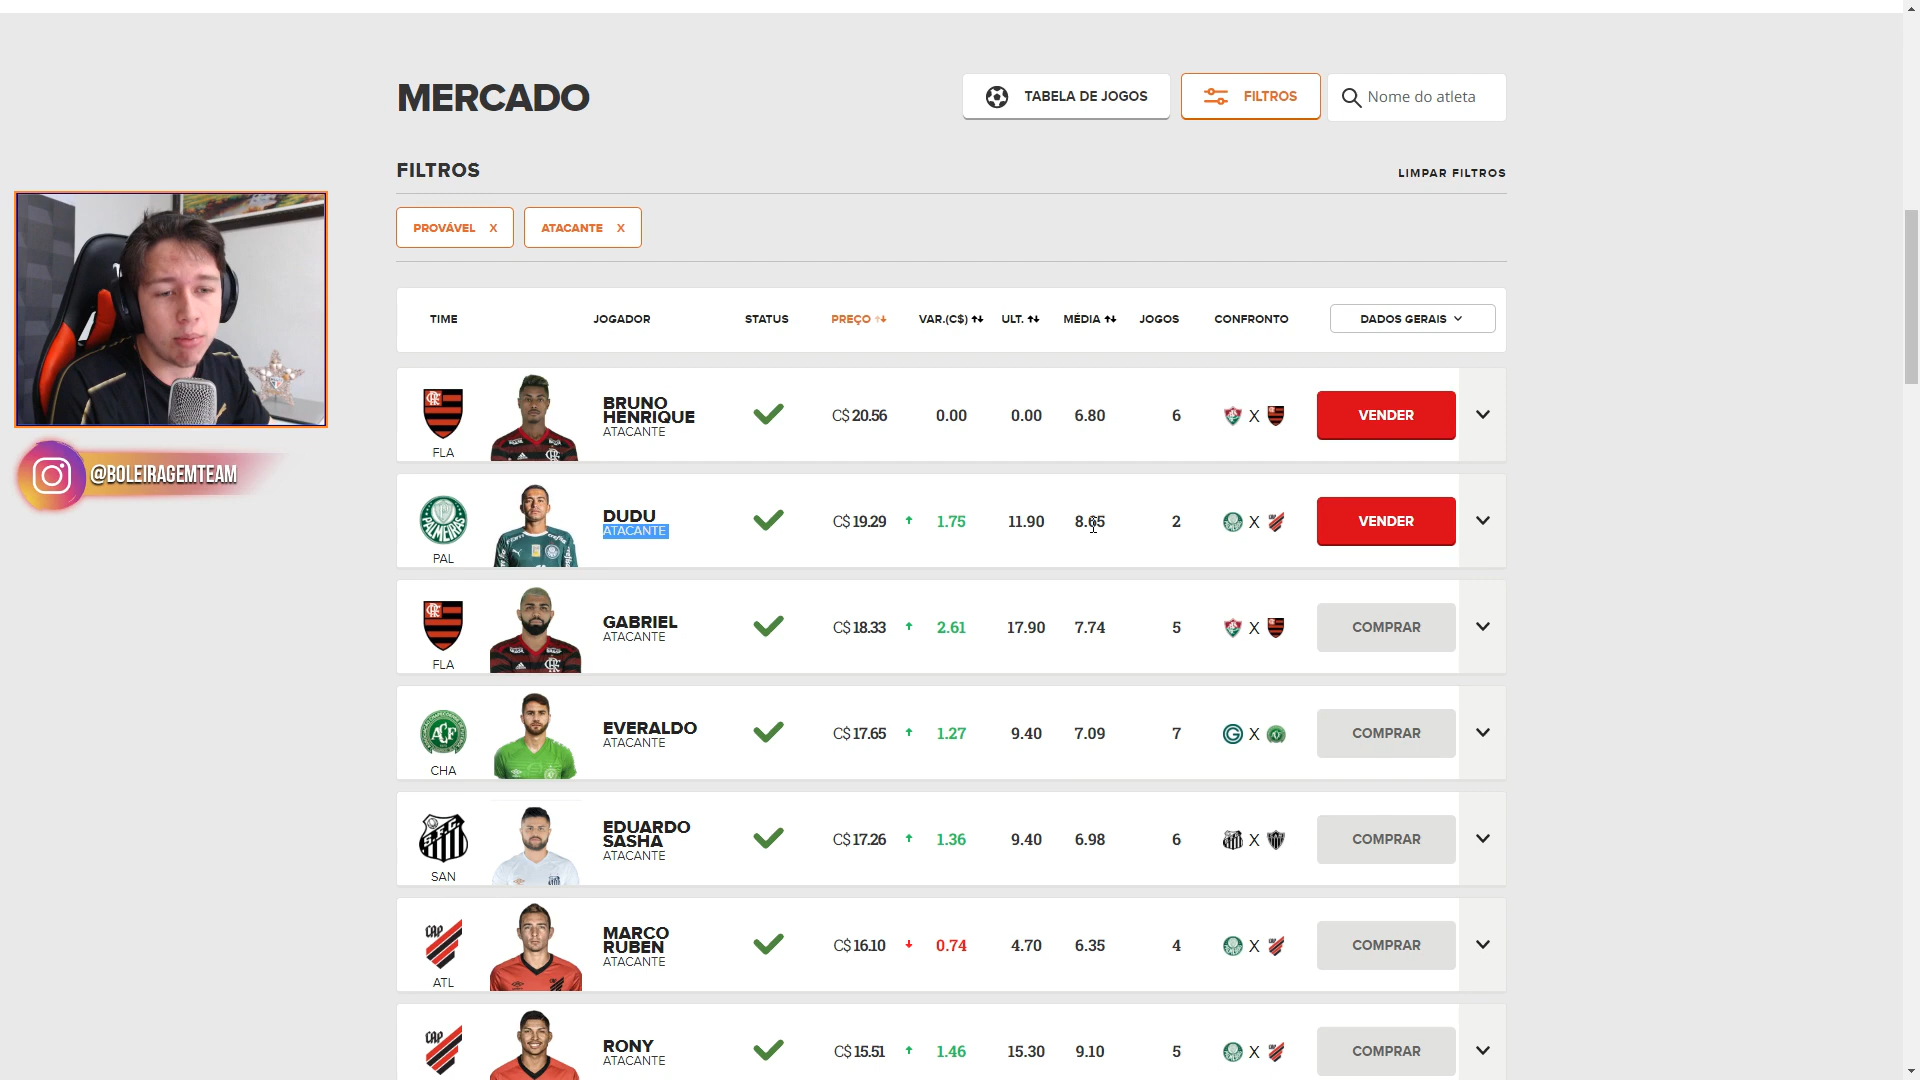 MERCADO
TABELA DE JOGOS
FILTROS
Nome do atleta
FILTROS
LIMPAR FILTROS
PROVÁVEL X
ATACANTE X
TIME JOGADOR STATUS PREÇO VAR.(C$) ULT. MÉDIA JOGOS CONFRONTO DADOS GERAIS
FLA
BRUNO
HENRIQUE
ATACANTE
C$ 20.56 0.00 0.00 6.80 6 X VENDER
PAL
DUDU
ATACANTE
C$ 19.29 1.75 11.90 8.65 2 X VENDER
FLA
GABRIEL
ATACANTE
C$ 18.33 2.61 17.90 7.74 5 X COMPRAR
CHA
EVERALDO
ATACANTE
C$ 17.65 1.27 9.40 7.09 7 X COMPRAR
SAN
EDUARDO
SASHA
ATACANTE
C$ 17.26 1.36 9.40 6.98 6 X COMPRAR
ATL
MARCO
RUBEN
ATACANTE
C$ 16.10 0.74 4.70 6.35 4 X COMPRAR
RONY
ATACANTE
C$ 15.51 1.46 15.30 9.10 5 X COMPRAR
@BOLEIRAGEMTEAM